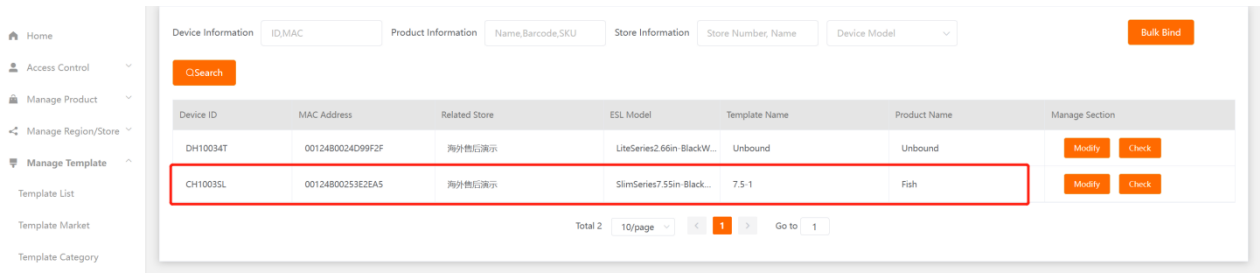 Home
Access Control
Manage Product
Manage Region/Store
Manage Template
Template List
Template Market
Template Category
Device Information ID,MAC Product Information Name,Barcode,SKU Store Information Store Number, Name Device Model Bulk Bind
Search
Device ID MAC Address Related Store ESL Model Template Name Product Name Manage Section
DH10034T 00124B0024D99F2F 海外售后演示 LiteSeries2.66in-BlackW... Unbound Unbound Modify Check
CH1003SL 00124B00253E2EA5 海外售后演示 SlimSeries7.55in-Black... 7.5-1 Fish Modify Check
Total 2 10/page < 1 > Go to 1